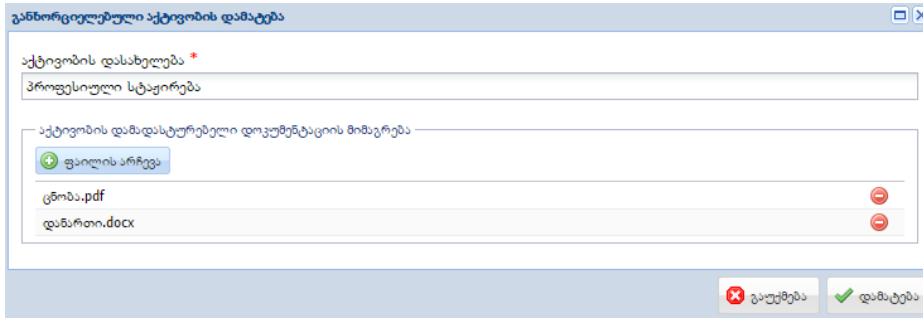 განხორციელებული აქტივობის დამატება
აქტივობის დასახელება *
პროფესიული სტაჟირება
აქტივობის დამადასტურებელი დოკუმენტაციის მიმაგრება
ფაილის არჩევა
ცნობა.pdf
დანართი.docx
გაუქმება
დამატება